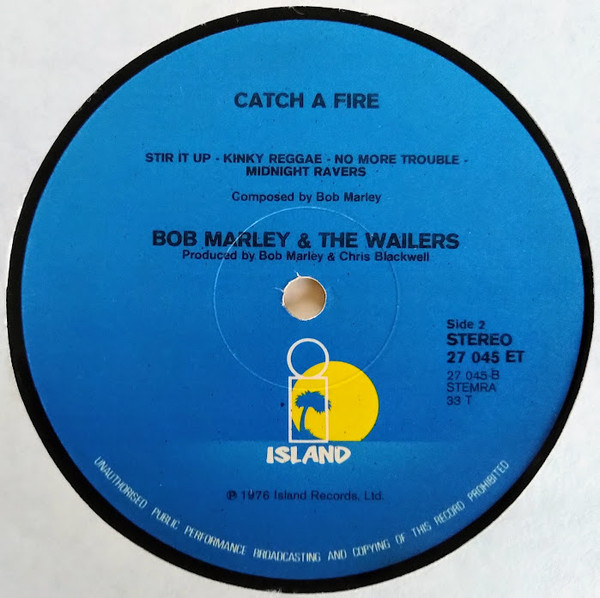 CATCH A FIRE
STIR IT UP - KINKY REGGAE - NO MORE TROUBLE -
MIDNIGHT RAVERS
Composed by Bob Marley
BOB MARLEY & THE WAILERS
Produced by Bob Marley & Chris Blackwell
Side 2
STEREO
27 045 ET
27 045 B
STEMRA
33 T
ISLAND
℗ 1976 Island Records, Ltd.
UNAUTHORISED PUBLIC PERFORMANCE BROADCASTING AND COPYING OF THIS RECORD PROHIBITED